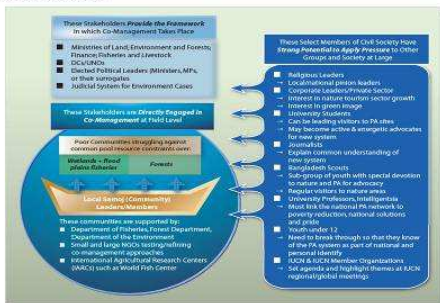 These Stakeholders Provide the Framework
in which Co-Management Takes Place
Ministries of Land; Environment and Forests;
Finance; Fisheries and Livestock
DCs/UNOs
Elected Political Leaders (Ministers, MPs,
or their surrogates
Judicial System for Environment Cases
These Stakeholders are Directly Engaged in
Co-Management at Field Level
Poor Communities struggling against
common pool resource constraints over:
Wetlands – flood
plains fisheries
Forests
Local Samoj (Community)
Leaders/Members
These communities are supported by:
Department of Fisheries, Forest Department,
Department of the Environment
Small and large NGOs testing/refining
co-management approaches
International Agricultural Research Centers
(IARCs) such as World Fish Center
These Select Members of Civil Society Have
Strong Potential to Apply Pressure to Other
Groups and Society at Large
Religious Leaders
→ Local/national pinion leaders
Corporate Leaders/Private Sector
→ Interest in nature tourism sector growth
→ Interest in green image
University Students
→ Can be leading visitors to PA sites
→ May become active & energetic advocates
for new system
Journalists
→ Explain common understanding of
new system
Bangladesh Scouts
→ Sub-group of youth with special devotion
to nature and PA for advocacy
→ Regular visitors to nature areas
University Professors, Intelligentsia
→ Must link the national PA network to
poverty reduction, national solutions
and pride
Youth under 12
→ Need to break through so that they know
of the PA system as part of national and
personal identify
IUCN & IUCN Member Organizations
→ Set agenda and highlight themes at IUCN
regional/global meetings